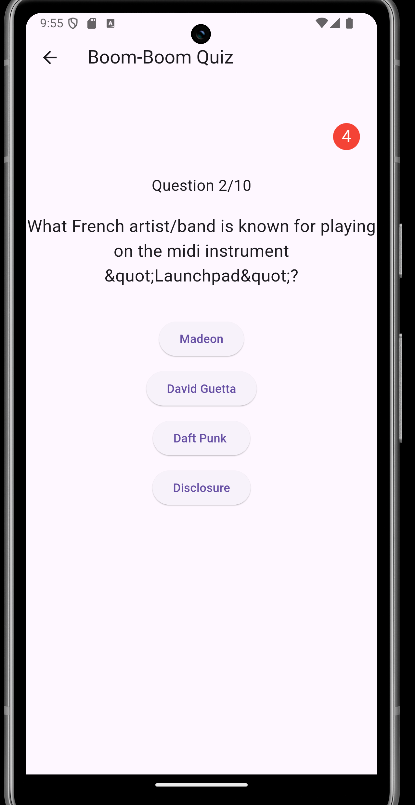 9:55
Boom-Boom Quiz
4
Question 2/10
What French artist/band is known for playing
on the midi instrument
&quot;Launchpad&quot;?
Madeon
David Guetta
Daft Punk
Disclosure